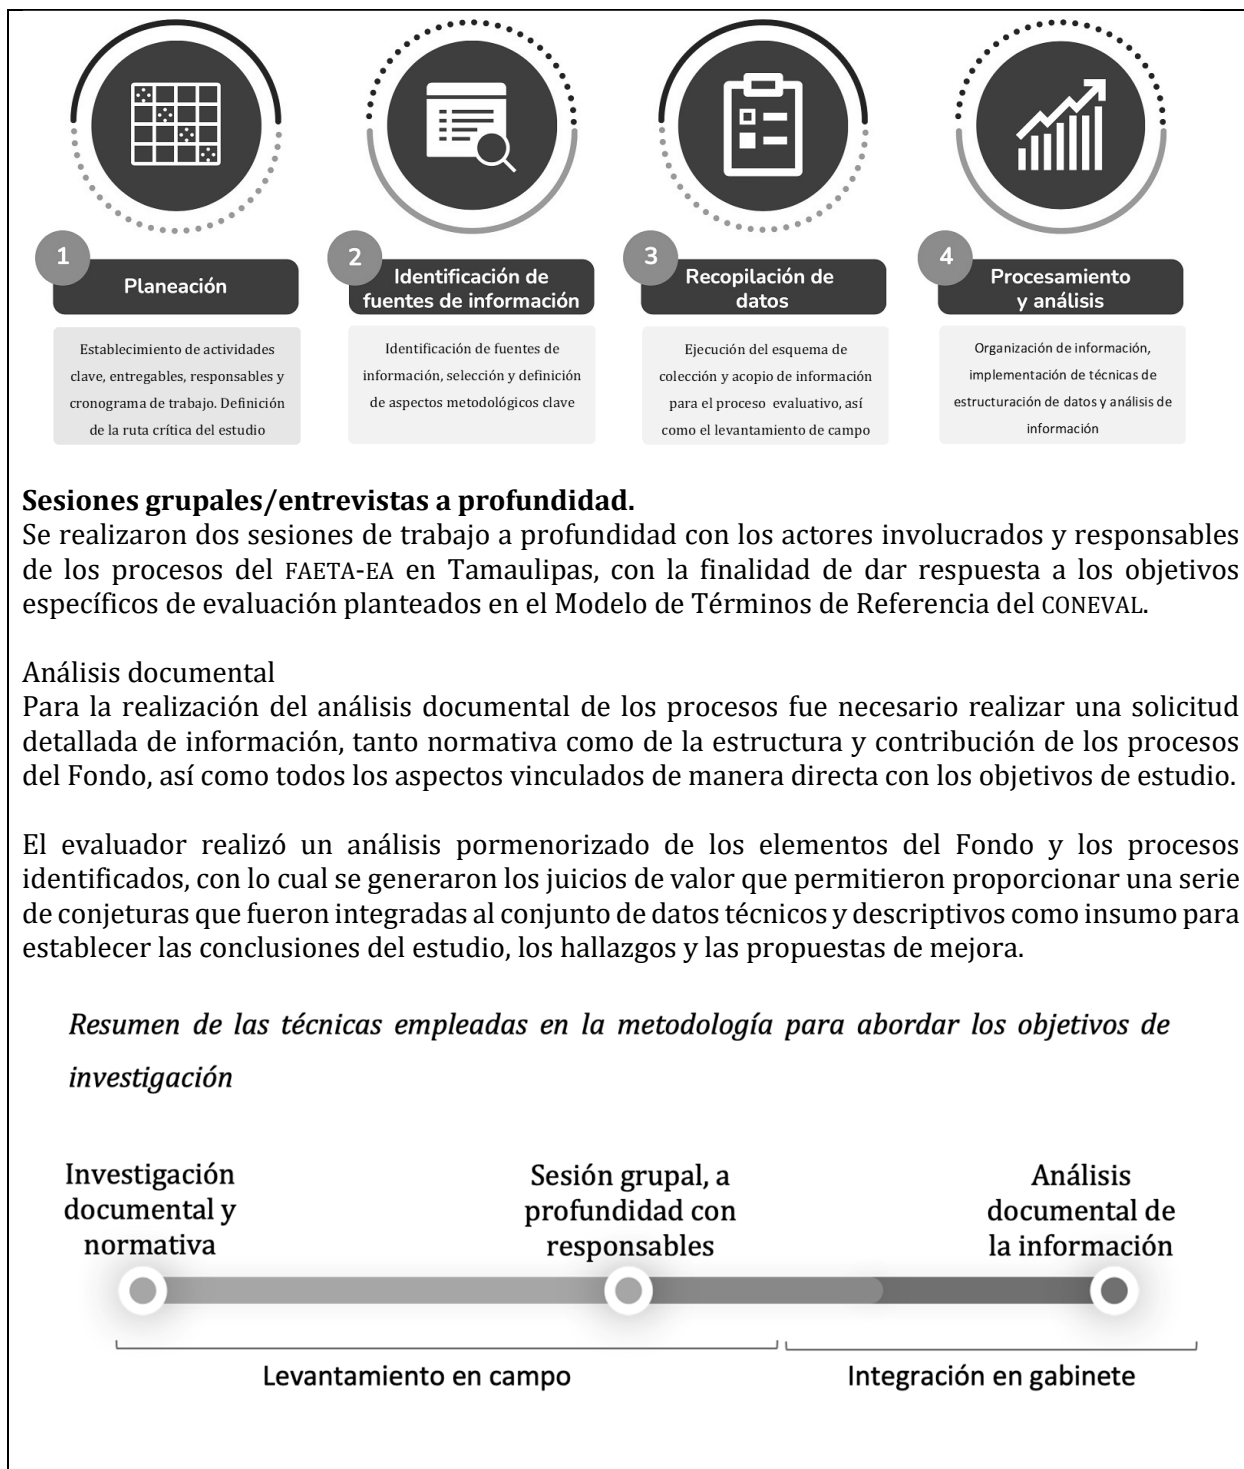 1
Planeación
Establecimiento de actividades
clave, entregables, responsables y
cronograma de trabajo. Definición
de la ruta crítica del estudio
2
Identificación de
fuentes de información
Identificación de fuentes de
información, selección y definición
de aspectos metodológicos clave
3
Recopilación de
datos
Ejecución del esquema de
colección y acopio de información
para el proceso evaluativo, así
como el levantamiento de campo
4
Procesamiento
y análisis
Organización de información,
implementación de técnicas de
estructuración de datos y análisis de
información
Sesiones grupales/entrevistas a profundidad.
Se realizaron dos sesiones de trabajo a profundidad con los actores involucrados y responsables
de los procesos del FAETA-EA en Tamaulipas, con la finalidad de dar respuesta a los objetivos
específicos de evaluación planteados en el Modelo de Términos de Referencia del CONEVAL.
Análisis documental
Para la realización del análisis documental de los procesos fue necesario realizar una solicitud
detallada de información, tanto normativa como de la estructura y contribución de los procesos
del Fondo, así como todos los aspectos vinculados de manera directa con los objetivos de estudio.
El evaluador realizó un análisis pormenorizado de los elementos del Fondo y los procesos
identificados, con lo cual se generaron los juicios de valor que permitieron proporcionar una serie
de conjeturas que fueron integradas al conjunto de datos técnicos y descriptivos como insumo para
establecer las conclusiones del estudio, los hallazgos y las propuestas de mejora.
Resumen de las técnicas empleadas en la metodología para abordar los objetivos de
investigación
Investigación
documental y
normativa
Sesión grupal, a
profundidad con
responsables
Análisis
documental de
la información
Levantamiento en campo
Integración en gabinete